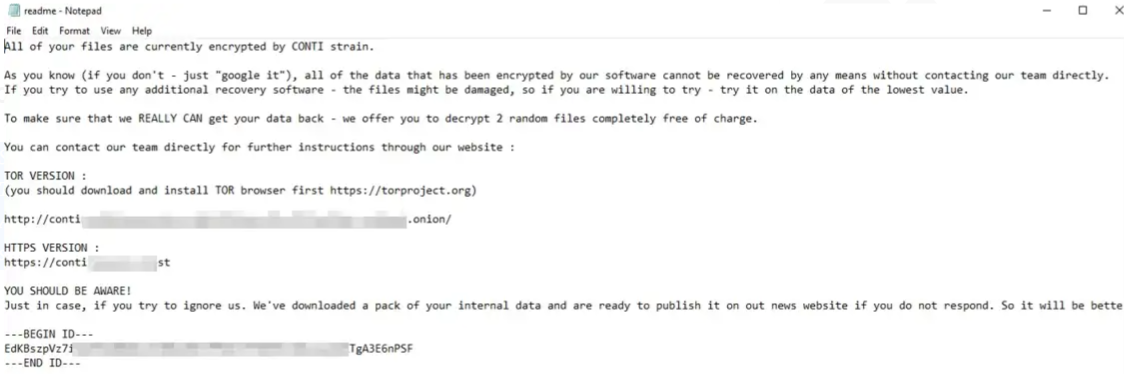 readme - Notepad
File Edit Format View Help
All of your files are currently encrypted by CONTI strain.
As you know (if you don't - just "google it"), all of the data that has been encrypted by our software cannot be recovered by any means without contacting our team directly.
If you try to use any additional recovery software - the files might be damaged, so if you are willing to try - try it on the data of the lowest value.
To make sure that we REALLY CAN get your data back - we offer you to decrypt 2 random files completely free of charge.
You can contact our team directly for further instructions through our website :
TOR VERSION :
(you should download and install TOR browser first https://torproject.org)
http://conti .onion/
HTTPS VERSION :
https://conti st
YOU SHOULD BE AWARE!
Just in case, if you try to ignore us. We've downloaded a pack of your internal data and are ready to publish it on out news website if you do not respond. So it will be bette
---BEGIN ID---
EdKBszpVz7i TgA3E6nPSF
---END ID---